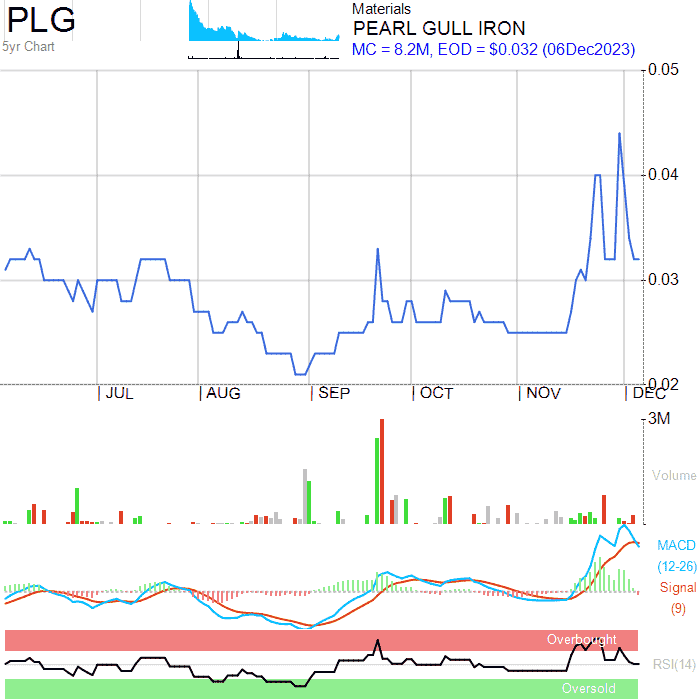 PLG
5yr Chart
Materials
PEARL GULL IRON
MC = 8.2M, EOD = $0.032 (06Dec2023)
0.05
0.04
0.03
0.02
JUL AUG SEP OCT NOV DEC
3M
Volume
MACD
(12-26)
Signal
(9)
Overbought
RSI(14)
Oversold